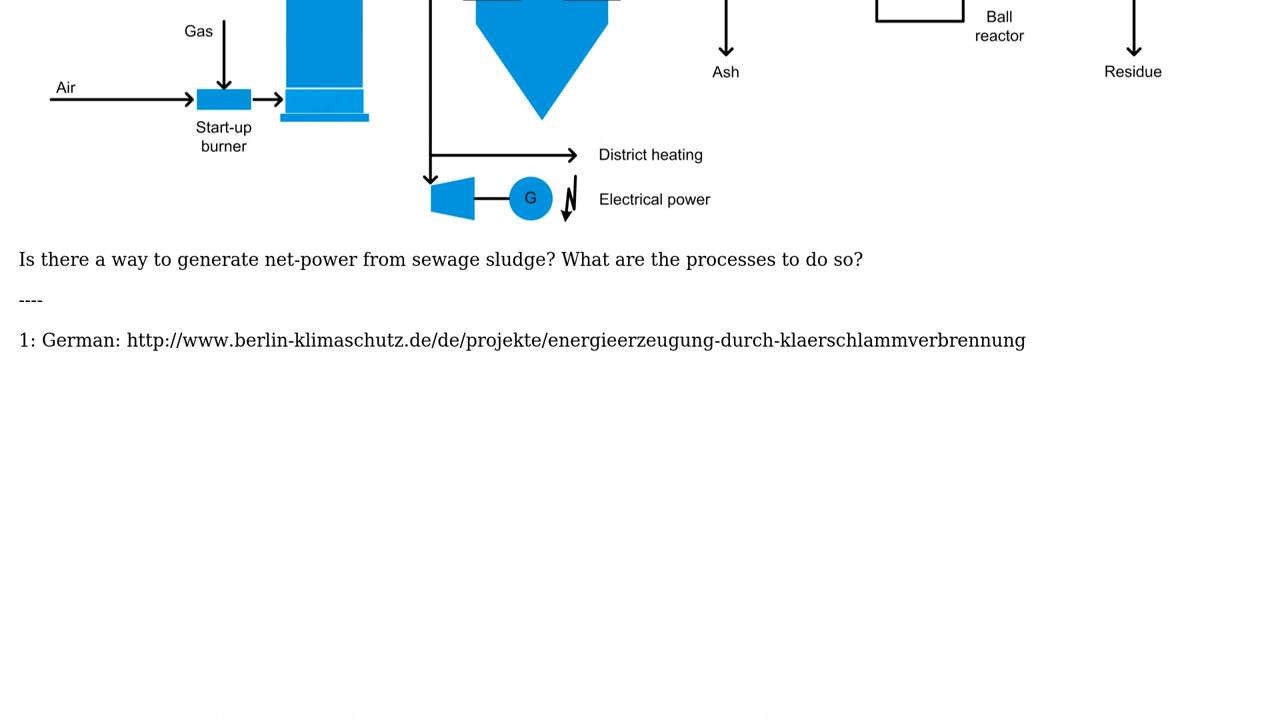 Gas
Air
Start-up
burner
Ash
Ball
reactor
Residue
District heating
G
Electrical power
Is there a way to generate net-power from sewage sludge? What are the processes to do so?
----
1: German: http://www.berlin-klimaschutz.de/de/projekte/energieerzeugung-durch-klaerschlammverbrennung